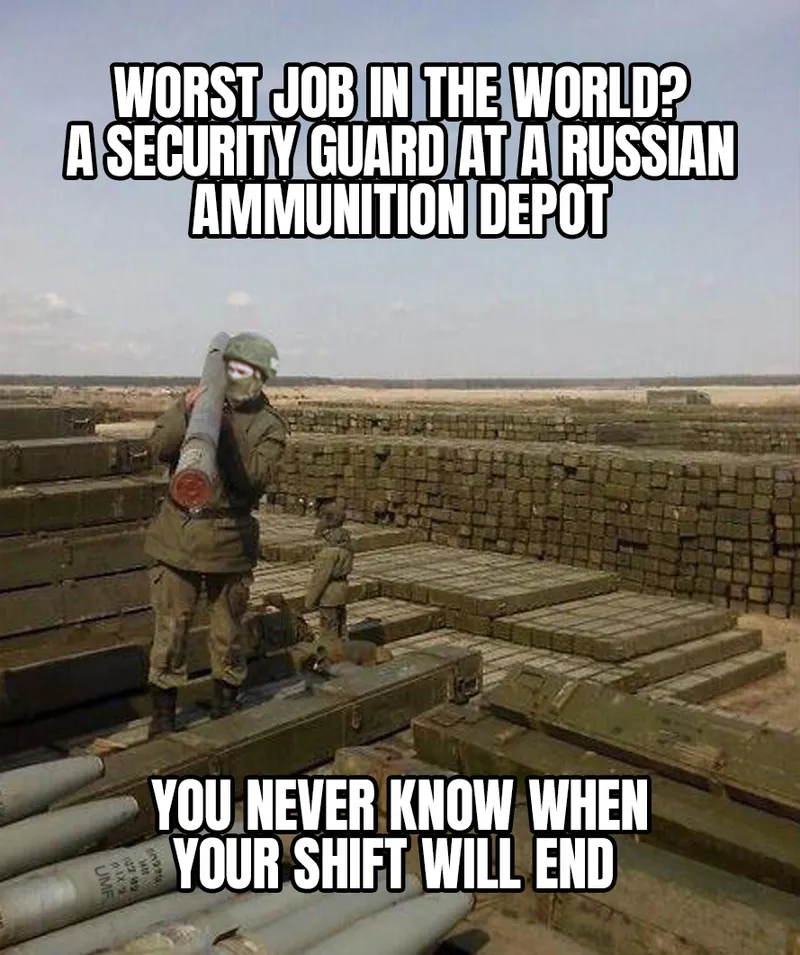 WORST JOB IN THE WORLD?
A SECURITY GUARD AT A RUSSIAN
AMMUNITION DEPOT
YOU NEVER KNOW WHEN
YOUR SHIFT WILL END